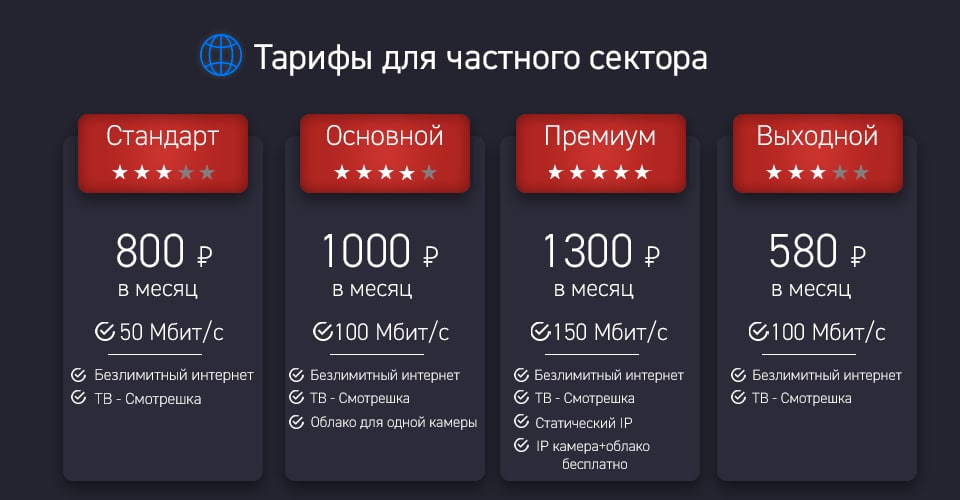 Тарифы для частного сектора
Стандарт
800 ₽
в месяц
50 Мбит/с
Безлимитный интернет
ТВ - Смотрешка
Основной
1000 ₽
в месяц
100 Мбит/с
Безлимитный интернет
ТВ - Смотрешка
Облако для одной камеры
Премиум
1300 ₽
в месяц
150 Мбит/с
Безлимитный интернет
ТВ - Смотрешка
Статический IP
IP камера+облако
бесплатно
Выходной
580 ₽
в месяц
100 Мбит/с
Безлимитный интернет
ТВ - Смотрешка